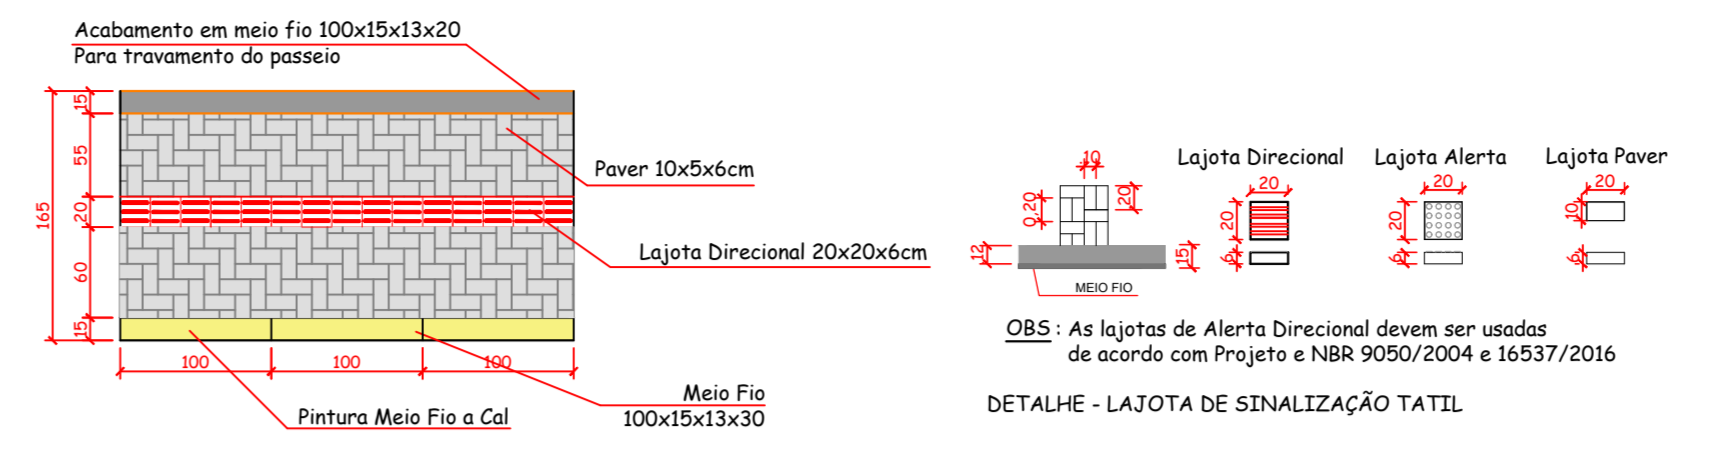 Acabamento em meio fio 100x15x13x20
Para travamento do passeio
15
55
20
60
15
165
Paver 10x5x6cm
Lajota Direcional 20x20x6cm
100
100
100
Meio Fio
100x15x13x30
Pintura Meio Fio a Cal
.10
20
0,20
12
15
MEIO FIO
Lajota Direcional
20
20
6
Lajota Alerta
20
20
6
Lajota Paver
20
10
6
OBS : As lajotas de Alerta Direcional devem ser usadas
de acordo com Projeto e NBR 9050/2004 e 16537/2016
DETALHE - LAJOTA DE SINALIZAÇÃO TATIL